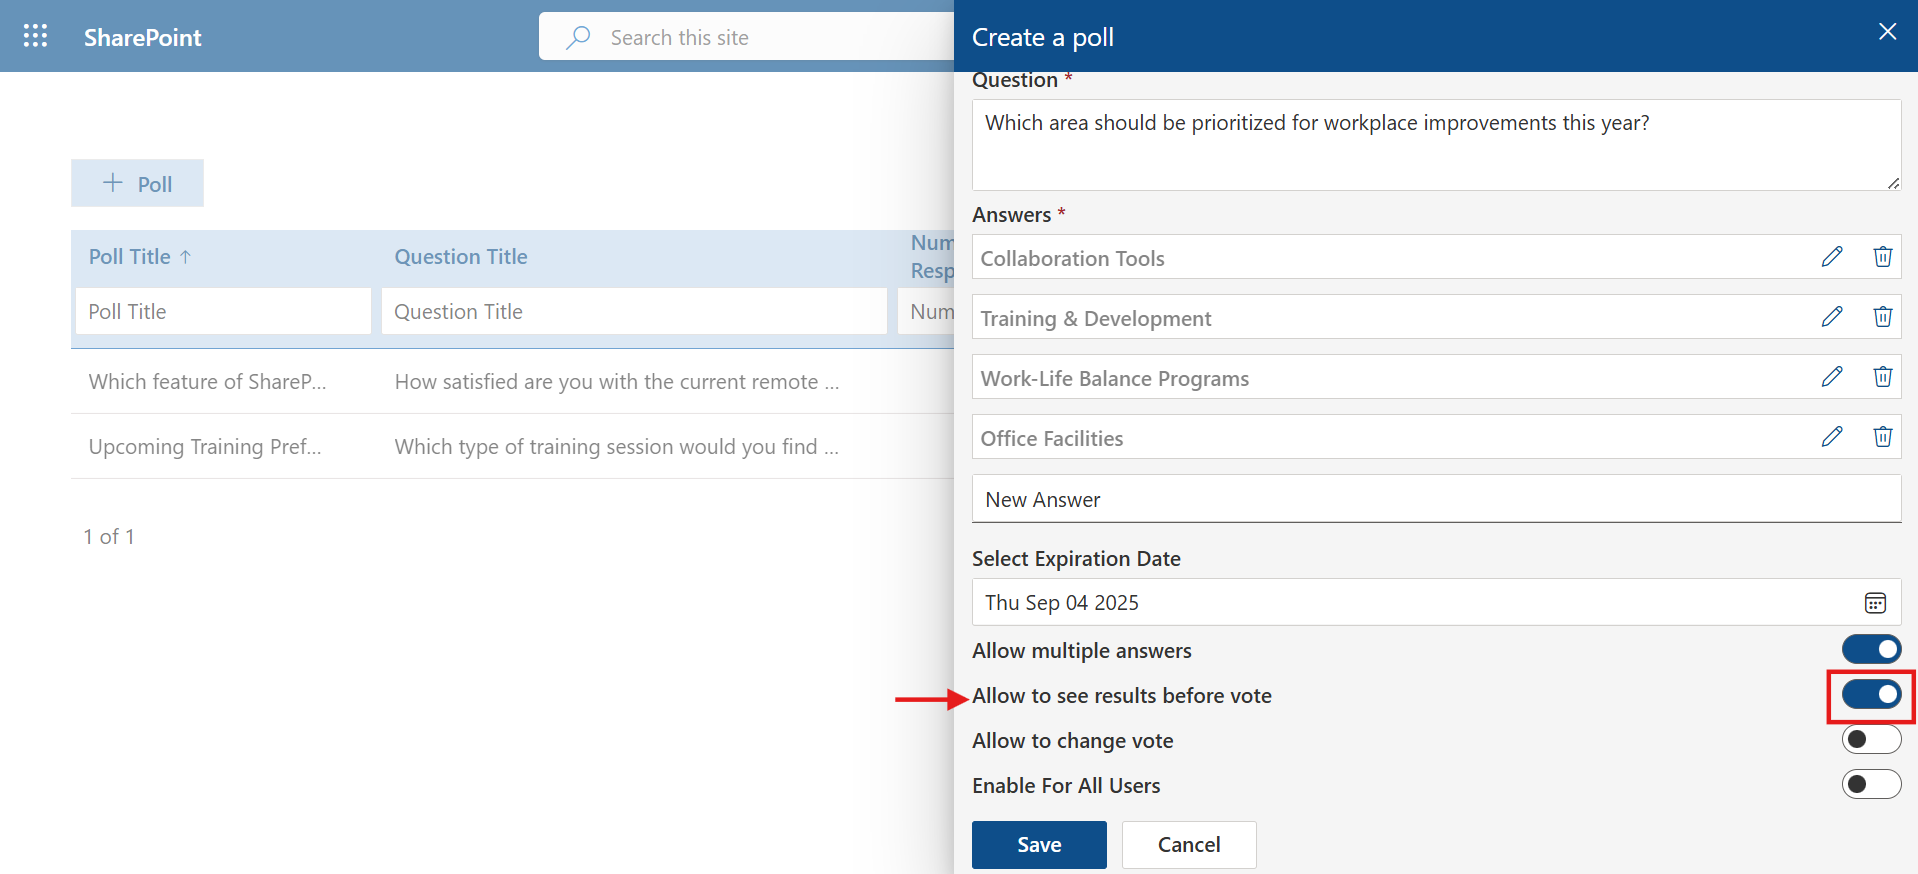 SharePoint
Search this site
+ Poll
Poll Title ↑ Question Title Num
Resp
Poll Title Question Title Num
Which feature of ShareP... How satisfied are you with the current remote ...
Upcoming Training Pref... Which type of training session would you find ...
1 of 1
Create a poll
Question *
Which area should be prioritized for workplace improvements this year?
Answers *
Collaboration Tools
Training & Development
Work-Life Balance Programs
Office Facilities
New Answer
Select Expiration Date
Thu Sep 04 2025
Allow multiple answers
Allow to see results before vote
Allow to change vote
Enable For All Users
Save Cancel